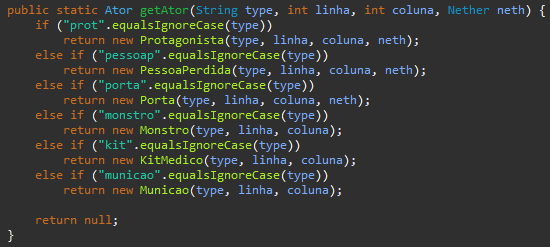 public static Ator getAtor(String type, int linha, int coluna, Nether neth) {
if ("prot".equalsIgnoreCase(type))
return new Protagonista(type, linha, coluna, neth);
else if ("pessoap".equalsIgnoreCase(type))
return new PessoaPerdida(type, linha, coluna, neth);
else if ("porta".equalsIgnoreCase(type))
return new Porta(type, linha, coluna, neth);
else if ("monstro".equalsIgnoreCase(type))
return new Monstro(type, linha, coluna);
else if ("kit".equalsIgnoreCase(type))
return new KitMedico(type, linha, coluna);
else if ("municao".equalsIgnoreCase(type))
return new Municao(type, linha, coluna);
return null;
}